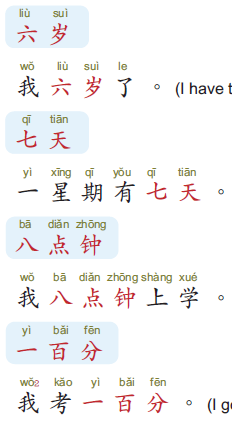 liù suì
六 岁
wǒ liù suì le
我 六 岁 了 。 (I have t
qī tiān
七 天
yì xīng qī yǒu qī tiān
一 星 期 有 七 天 。
bā diǎn zhōng
八 点 钟
wǒ bā diǎn zhōng shàng xué
我 八 点 钟 上 学 。
yì bǎi fēn
一 百 分
wǒ2 kǎo yì bǎi fēn
我 考 一 百 分 。 (I g